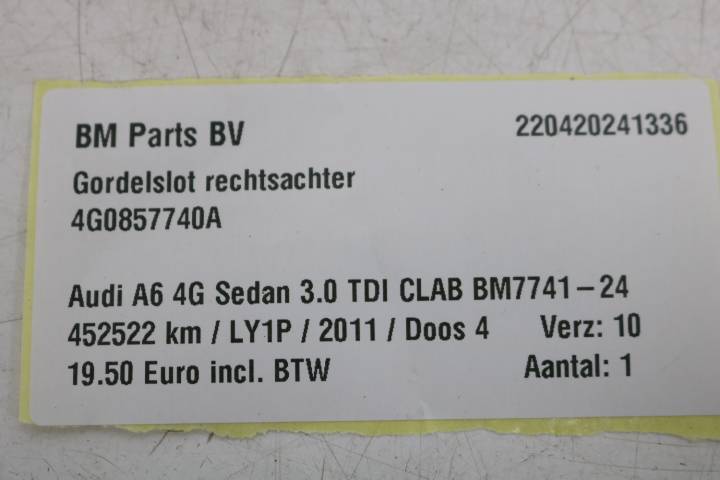 BM Parts BV 220420241336
Gordelslot rechtsachter
4G0857740A
Audi A6 4G Sedan 3.0 TDI CLAB BM7741-24
452522 km / LY1P / 2011 / Doos 4 Verz: 10
19.50 Euro incl. BTW Aantal: 1